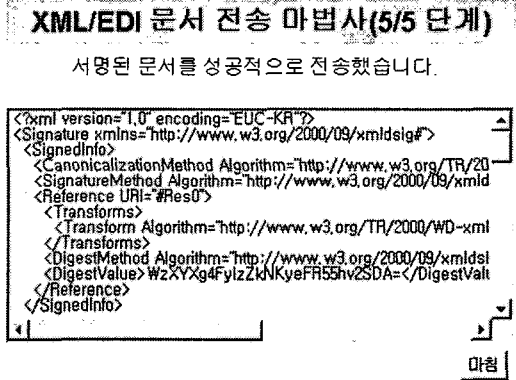 XML/EDI 문서 전송 마법사(5/5 단계)
서명된 문서를 성공적으로 전송했습니다.
<?xml version="1.0" encoding="EUC-KR"?>
<Signature xmlns="http://www.w3.org/2000/09/xmldsig#">
<SignedInfo>
<CanonicalizationMethod Algorithm="http://www.w3.org/TR/20
<SignatureMethod Algorithm="http://www.w3.org/2000/09/xmld
<Reference URI="#Res0">
<Transforms>
<Transform Algorithm="http://www.w3.org/TR/2000/WD-xml
</Transforms>
<DigestMethod Algorithm="http://www.w3.org/2000/09/xmldsi
<DigestValue>WzXYXg4FylzZkNKyeFR55hv2SDA=</DigestValu
</Reference>
</SignedInfo>
마침